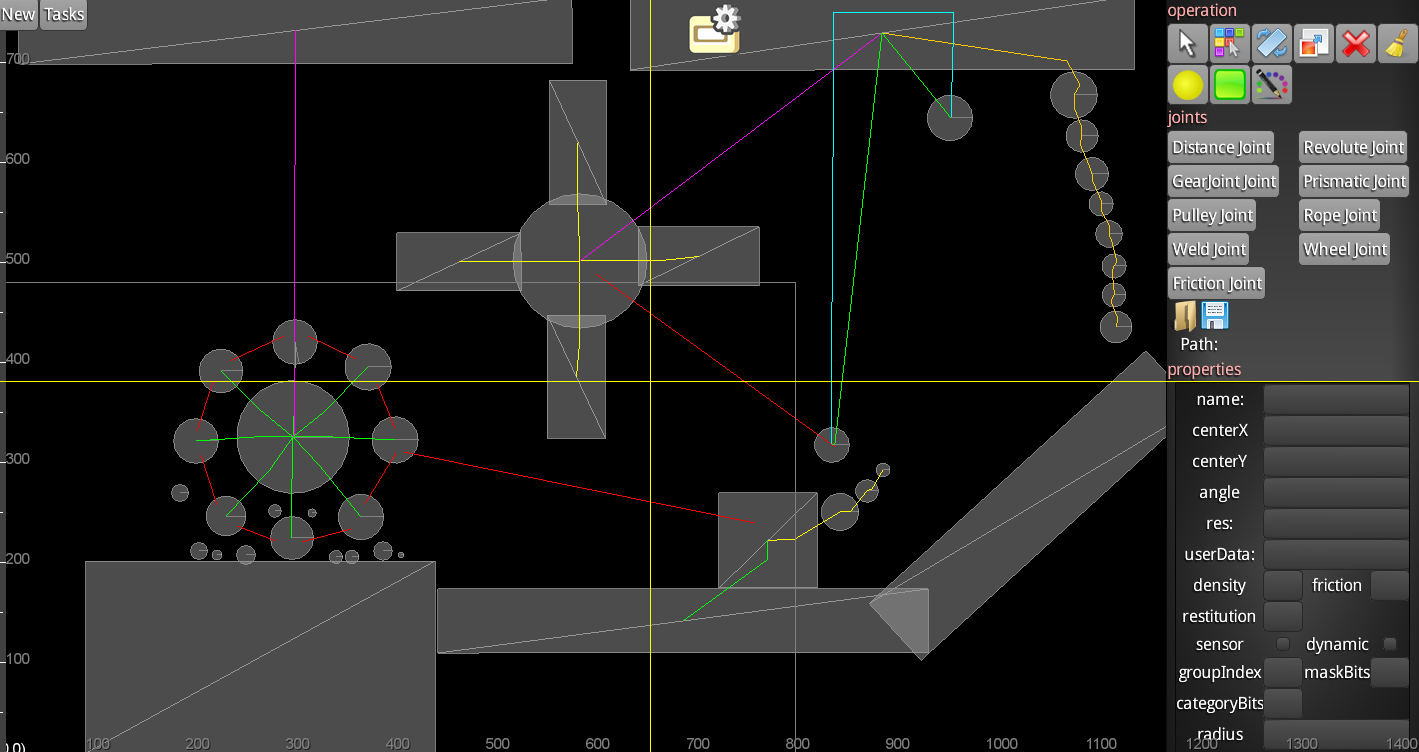 New Tasks
operation
700
joints
Distance Joint Revolute Joint
600
GearJoint Joint Prismatic Joint
Pulley Joint Rope Joint
Weld Joint Wheel Joint
500
Friction Joint
Path:
400
properties
name:
centerX
300
centerY
angle
res:
200
userData:
density friction
restitution
sensor dynamic
100
groupIndex maskBits
categoryBits
radius
0,0) 100 200 300 400 500 600 700 800 900 1000 1100 1200 1300 1400